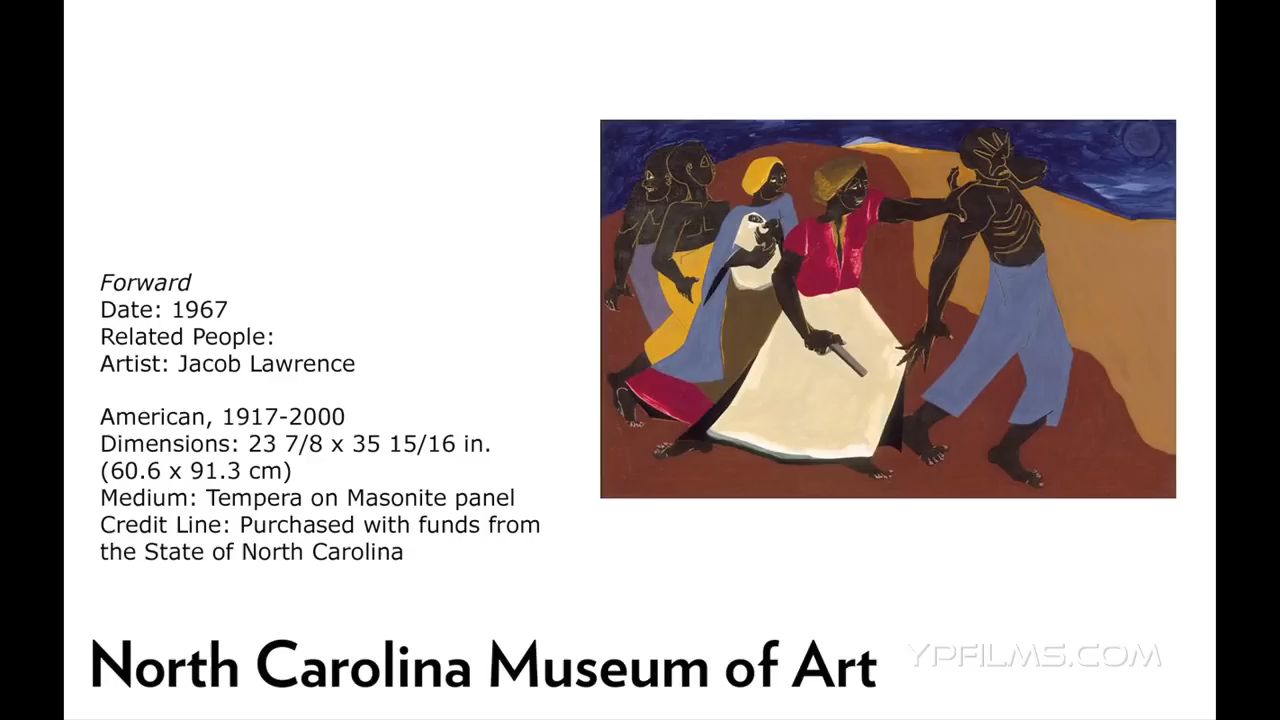 Forward
Date: 1967
Related People:
Artist: Jacob Lawrence
American, 1917-2000
Dimensions: 23 7/8 x 35 15/16 in.
(60.6 x 91.3 cm)
Medium: Tempera on Masonite panel
Credit Line: Purchased with funds from
the State of North Carolina
North Carolina Museum of Art
YPFILMS.COM